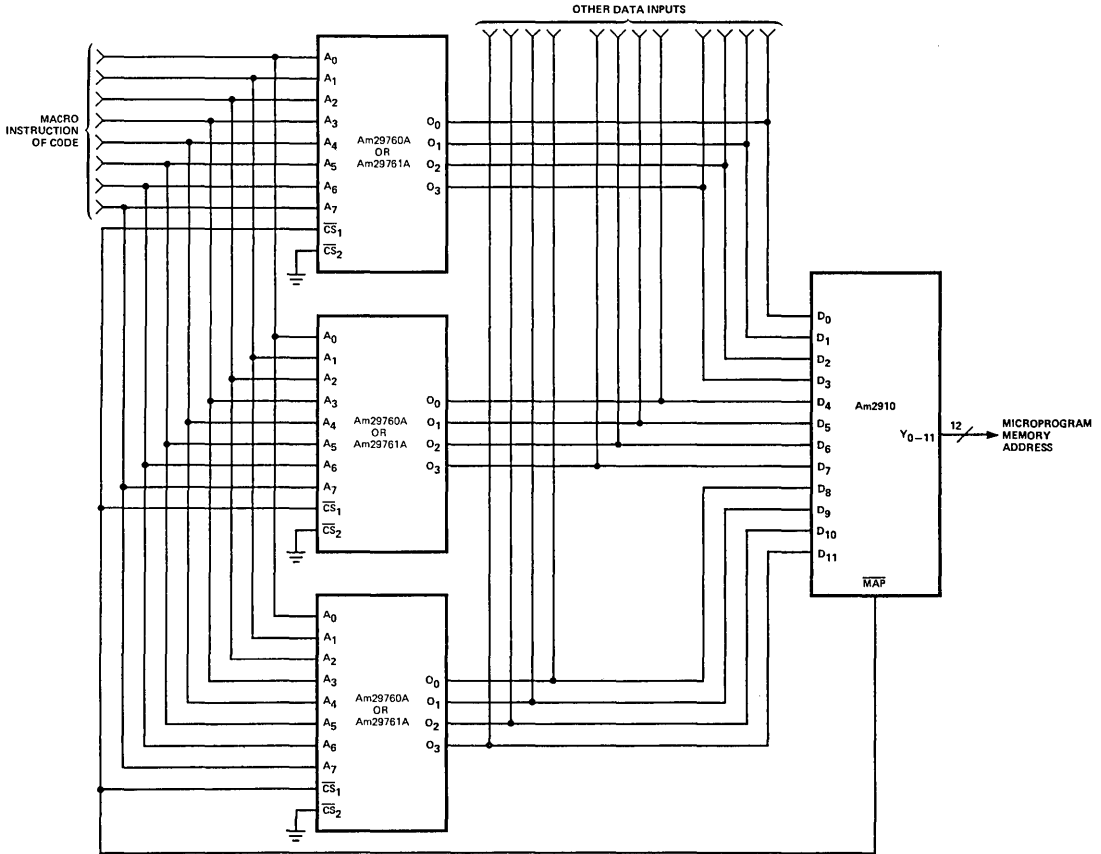 OTHER DATA INPUTS
MACRO
INSTRUCTION
OF CODE
A0
A1
A2
A3
A4
A5
A6
A7
CS1
CS2
Am29760A
OR
Am29761A
O0
O1
O2
O3
A0
A1
A2
A3
A4
A5
A6
A7
CS1
CS2
Am29760A
OR
Am29761A
O0
O1
O2
O3
A0
A1
A2
A3
A4
A5
A6
A7
CS1
CS2
Am29760A
OR
Am29761A
O0
O1
O2
O3
D0
D1
D2
D3
D4
D5
D6
D7
D8
D9
D10
D11
Am2910
Y0–11
MAP
12
MICROPROGRAM
MEMORY
ADDRESS